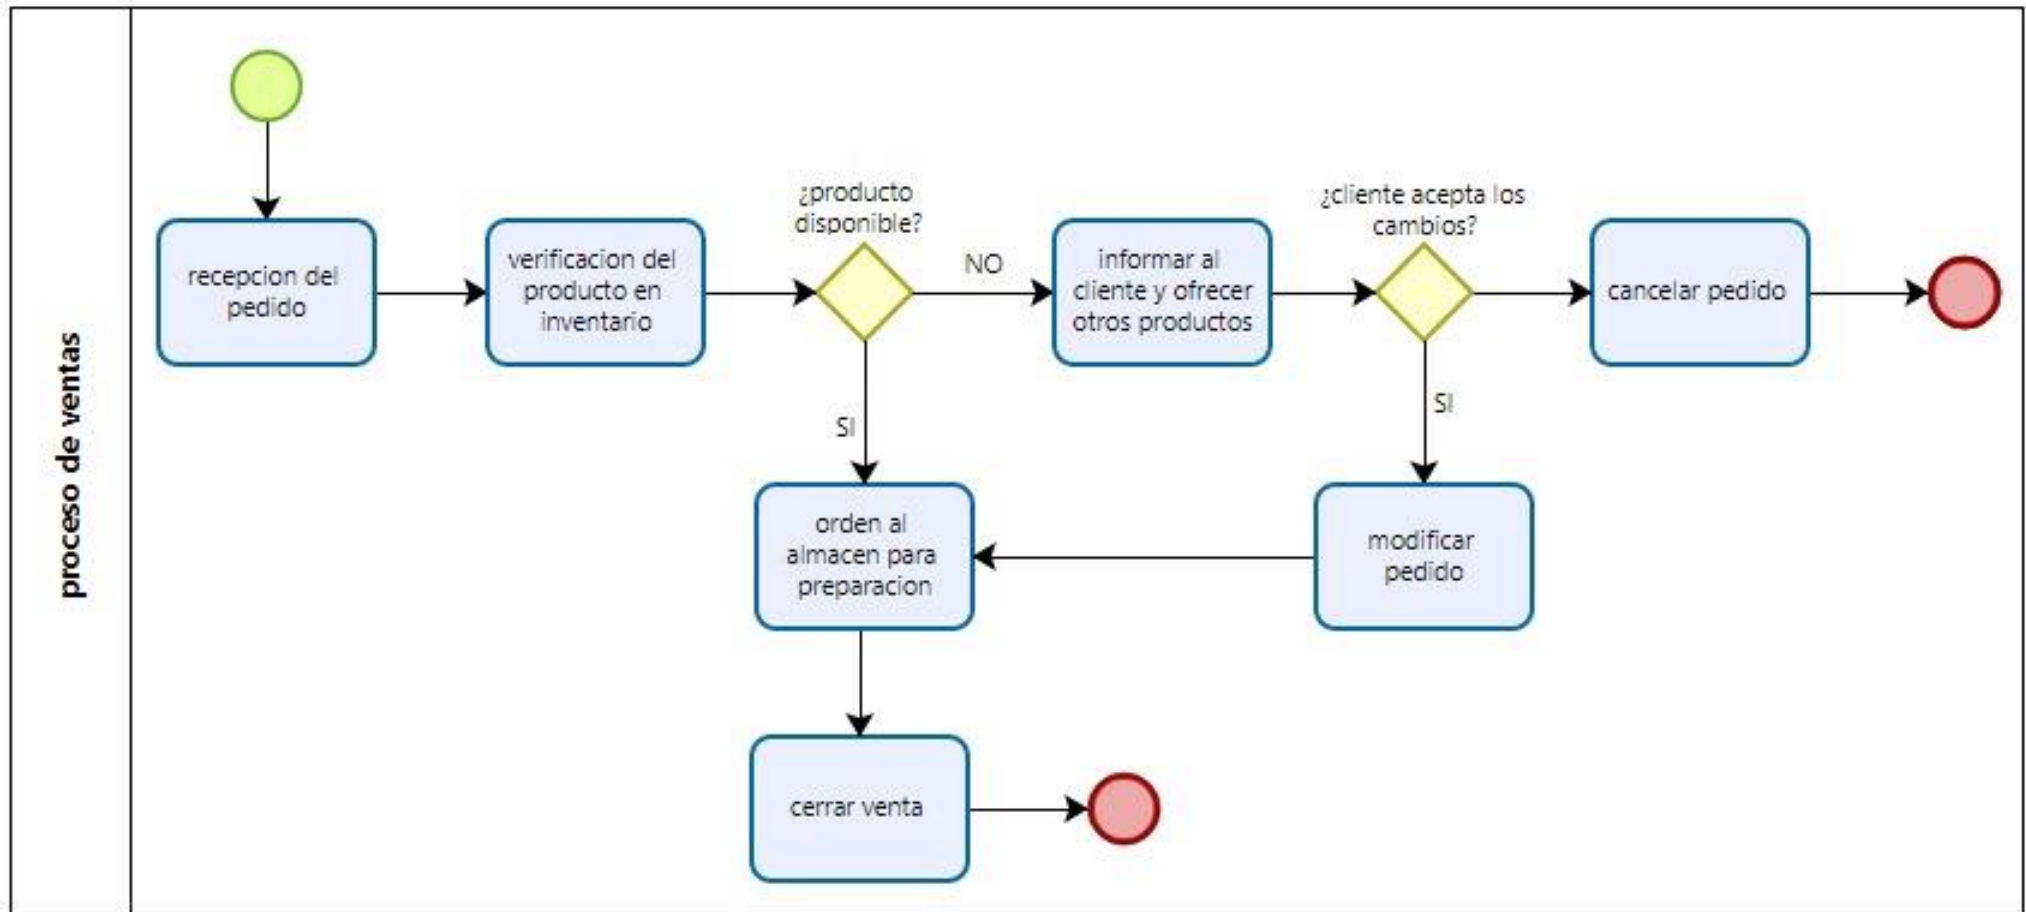 proceso de ventas
recepcion del
pedido
verificacion del
producto en
inventario
¿producto
disponible?
NO
informar al
cliente y ofrecer
otros productos
¿cliente acepta los
cambios?
cancelar pedido
SI
SI
orden al
almacen para
preparacion
modificar
pedido
cerrar venta